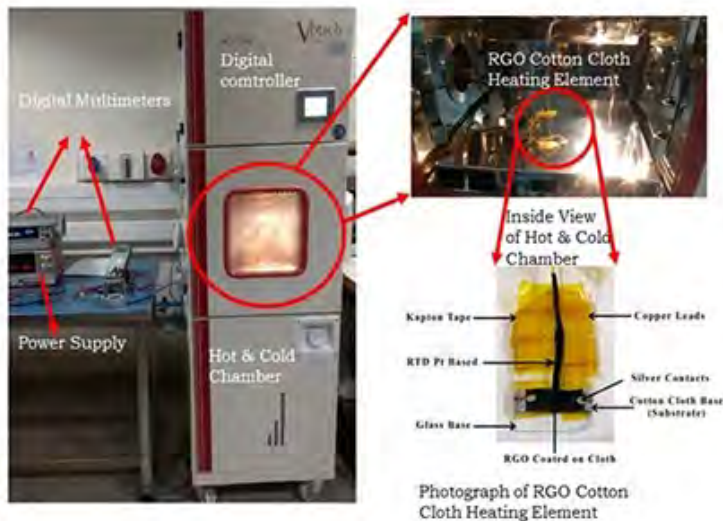 Vötsch
Digital
comtroller
Digital Multimeters
Power Supply
Hot & Cold
Chamber
RGO Cotton Cloth
Heating Element
Inside View
of Hot & Cold
Chamber
Kapton Tape
Copper Leads
RTD Pt Based
Silver Contacts
Cotton Cloth Base
(Substrate)
Glass Base
RGO Coated on Cloth
Photograph of RGO Cotton
Cloth Heating Element